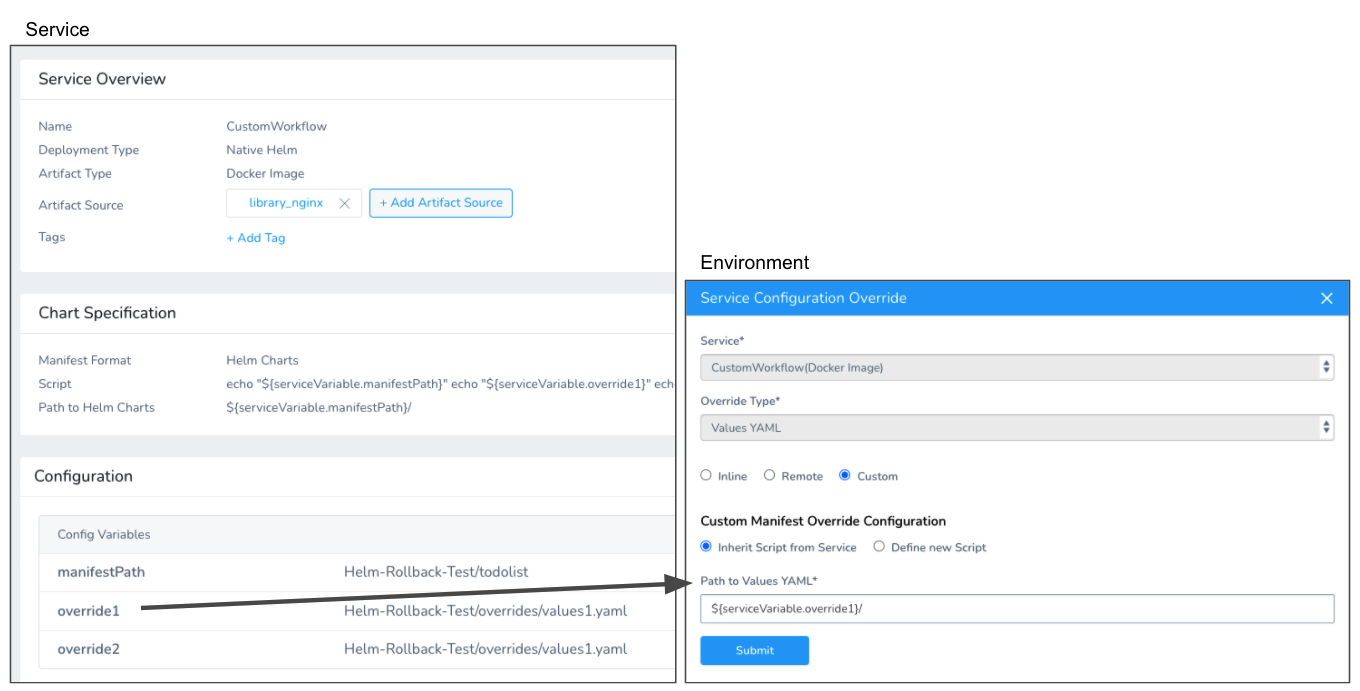 Service
Service Overview
Name CustomWorkflow
Deployment Type Native Helm
Artifact Type Docker Image
Artifact Source library_nginx + Add Artifact Source
Tags + Add Tag
Chart Specification
Manifest Format Helm Charts
Script echo "${serviceVariable.manifestPath}" echo "${serviceVariable.override1}" ech
Path to Helm Charts ${serviceVariable.manifestPath}/
Configuration
Config Variables
manifestPath Helm-Rollback-Test/todolist
override1 Helm-Rollback-Test/overrides/values1.yaml
override2 Helm-Rollback-Test/overrides/values1.yaml
Environment
Service Configuration Override
Service*
CustomWorkflow(Docker Image)
Override Type*
Values YAML
Inline Remote Custom
Custom Manifest Override Configuration
Inherit Script from Service Define new Script
Path to Values YAML*
${serviceVariable.override1}/
Submit